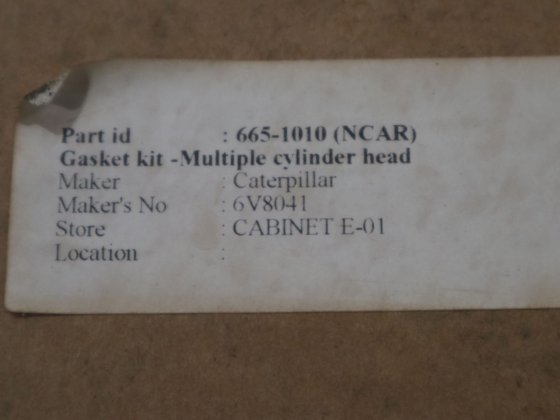 Part id : 665-1010 (NCAR)
Gasket kit -Multiple cylinder head
Maker : Caterpillar
Maker's No : 6V8041
Store : CABINET E-01
Location :